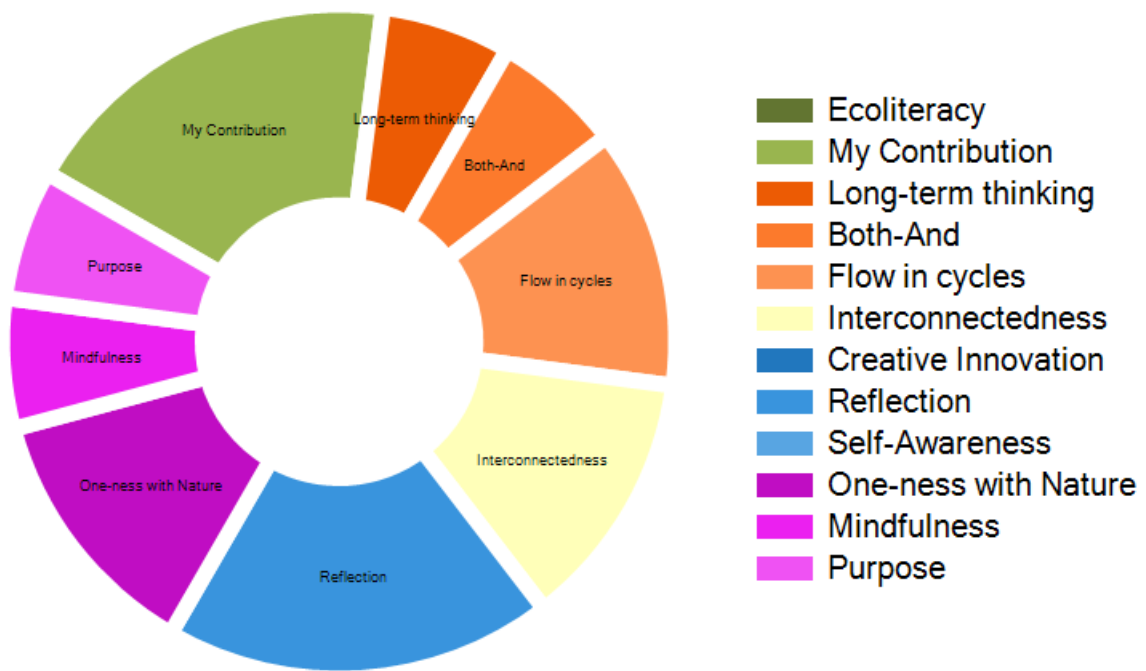 My Contribution
Long-term thinking
Both-And
Flow in cycles
Interconnectedness
Reflection
One-ness with Nature
Mindfulness
Purpose
Ecoliteracy
My Contribution
Long-term thinking
Both-And
Flow in cycles
Interconnectedness
Creative Innovation
Reflection
Self-Awareness
One-ness with Nature
Mindfulness
Purpose